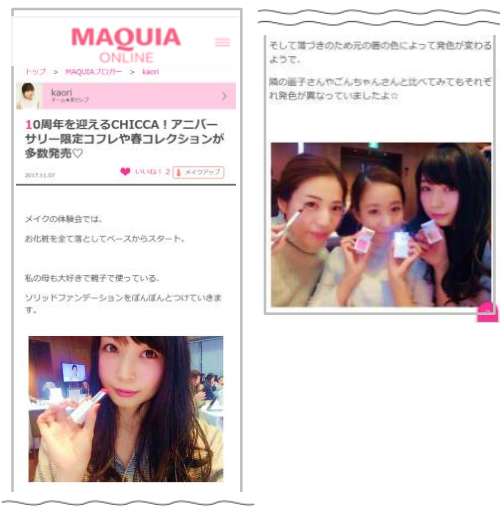 MAQUIA
ONLINE
トップ > MAQUIAブロガー > kaori
kaori
10周年を迎えるCHICCA！アニバー
サリー限定コフレや春コレクションが
多数発売♡
2017.11.07
いいね！ 2
メイクアップ
メイクの体験会では、
お化粧を全て落としてベースからスタート。
私の母も大好きで親子で使っている、
ソリッドファンデーションをぽんぽんとつけていきま
す。
そして薄づきのため元の唇の色によって発色が変わる
ようで、
隣の麗子さんやごんちゃんさんと比べてみてもそれぞ
れ発色が異なっていましたよ☆